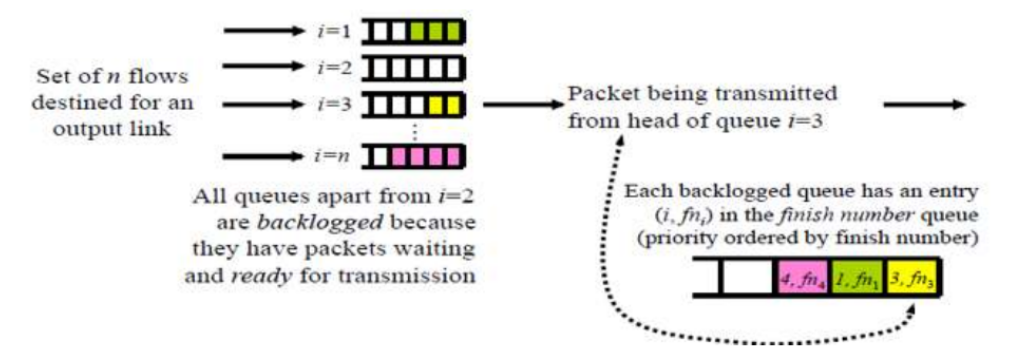 Set of n flows
destined for an
output link
i=1
i=2
i=3
⋮
i=n
All queues apart from i=2
are backlogged because
they have packets waiting
and ready for transmission
Packet being transmitted
from head of queue i=3
Each backlogged queue has an entry
(i, fnᵢ) in the finish number queue
(priority ordered by finish number)
4, fn₄ 1, fn₁ 3, fn₃